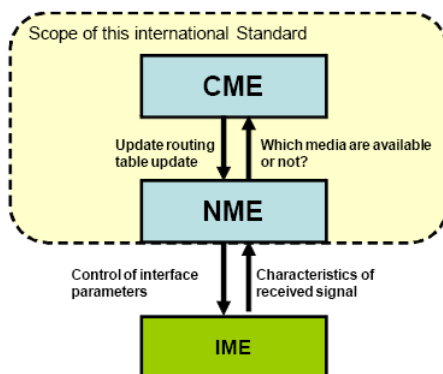 Scope of this international Standard
CME
Update routing
table update
Which media are available
or not?
NME
Control of interface
parameters
Characteristics of
received signal
IME